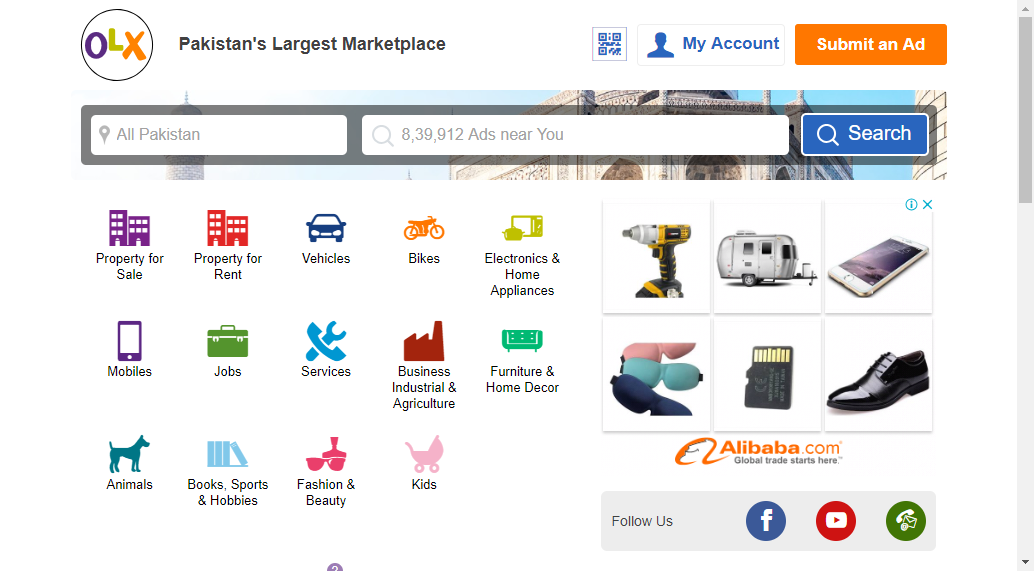 OLX
Pakistan's Largest Marketplace
My Account
Submit an Ad
All Pakistan
8,39,912 Ads near You
Search
Property for
Sale
Property for
Rent
Vehicles
Bikes
Electronics &
Home
Appliances
Mobiles
Jobs
Services
Business
Industrial &
Agriculture
Furniture &
Home Decor
Animals
Books, Sports
& Hobbies
Fashion &
Beauty
Kids
Alibaba.com
Global trade starts here.™
Follow Us
f
?